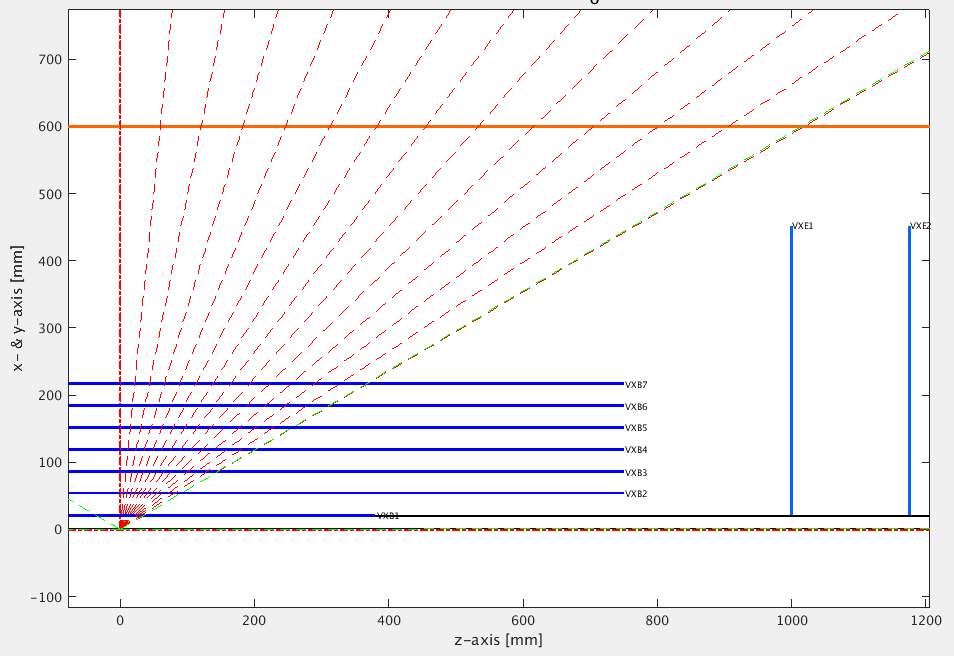 700
600
500
400
300
200
100
0
−100
x- & y-axis [mm]
VXE1
VXE2
VXB7
VXB6
VXB5
VXB4
VXB3
VXB2
VXB1
0
200
400
600
800
1000
1200
z-axis [mm]